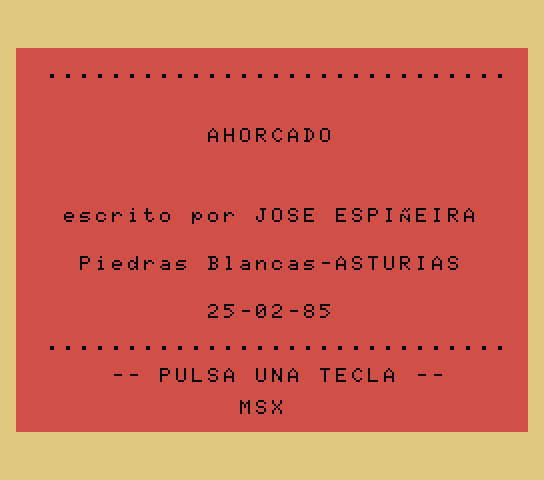 .............................
AHORCADO
escrito por JOSE ESPIÑEIRA
Piedras Blancas-ASTURIAS
25-02-85
.............................
-- PULSA UNA TECLA --
MSX